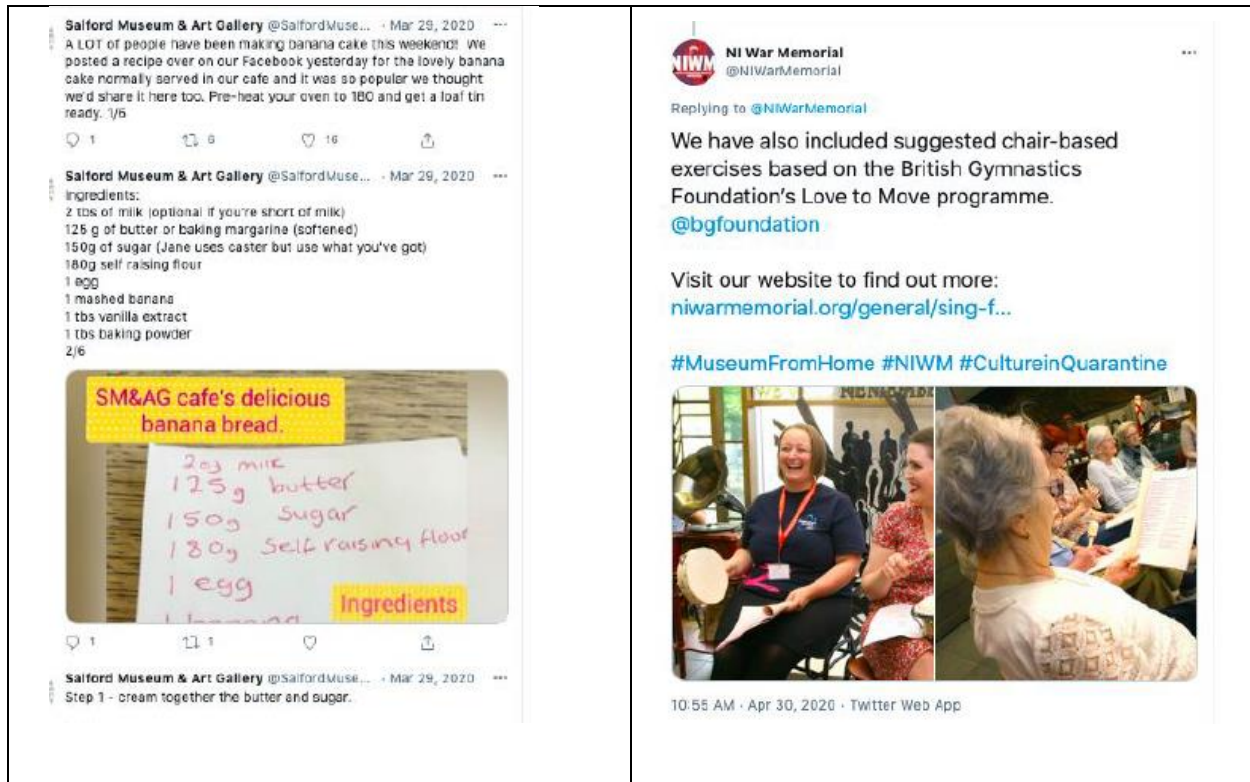 Salford Museum & Art Gallery @SalfordMuse... · Mar 29, 2020
A LOT of people have been making banana cake this weekend! We
posted a recipe over on our Facebook yesterday for the lovely banana
cake normally served in our cafe and it was so popular we thought
we'd share it here too. Pre-heat your oven to 180 and get a loaf tin
ready. 1/6
1 6 16
Salford Museum & Art Gallery @SalfordMuse... · Mar 29, 2020
Ingredients:
2 tbs of milk (optional if you're short of milk)
125 g of butter or baking margarine (softened)
150g of sugar (Jane uses caster but use what you've got)
180g self raising flour
1 egg
1 mashed banana
1 tbs vanilla extract
1 tbs baking powder
2/6
SM&AG cafe's delicious
banana bread.
milk
125g butter
150g sugar
180g self raising flour
1 egg
Ingredients
1 1
Salford Museum & Art Gallery @SalfordMuse... · Mar 29, 2020
Step 1 - cream together the butter and sugar.
NIWM
NI War Memorial
@NIWarMemorial
Replying to @NIWarMemorial
We have also included suggested chair-based
exercises based on the British Gymnastics
Foundation's Love to Move programme.
@bgfoundation
Visit our website to find out more:
niwarmemorial.org/general/sing-f...
#MuseumFromHome #NIWM #CultureinQuarantine
10:55 AM · Apr 30, 2020 · Twitter Web App